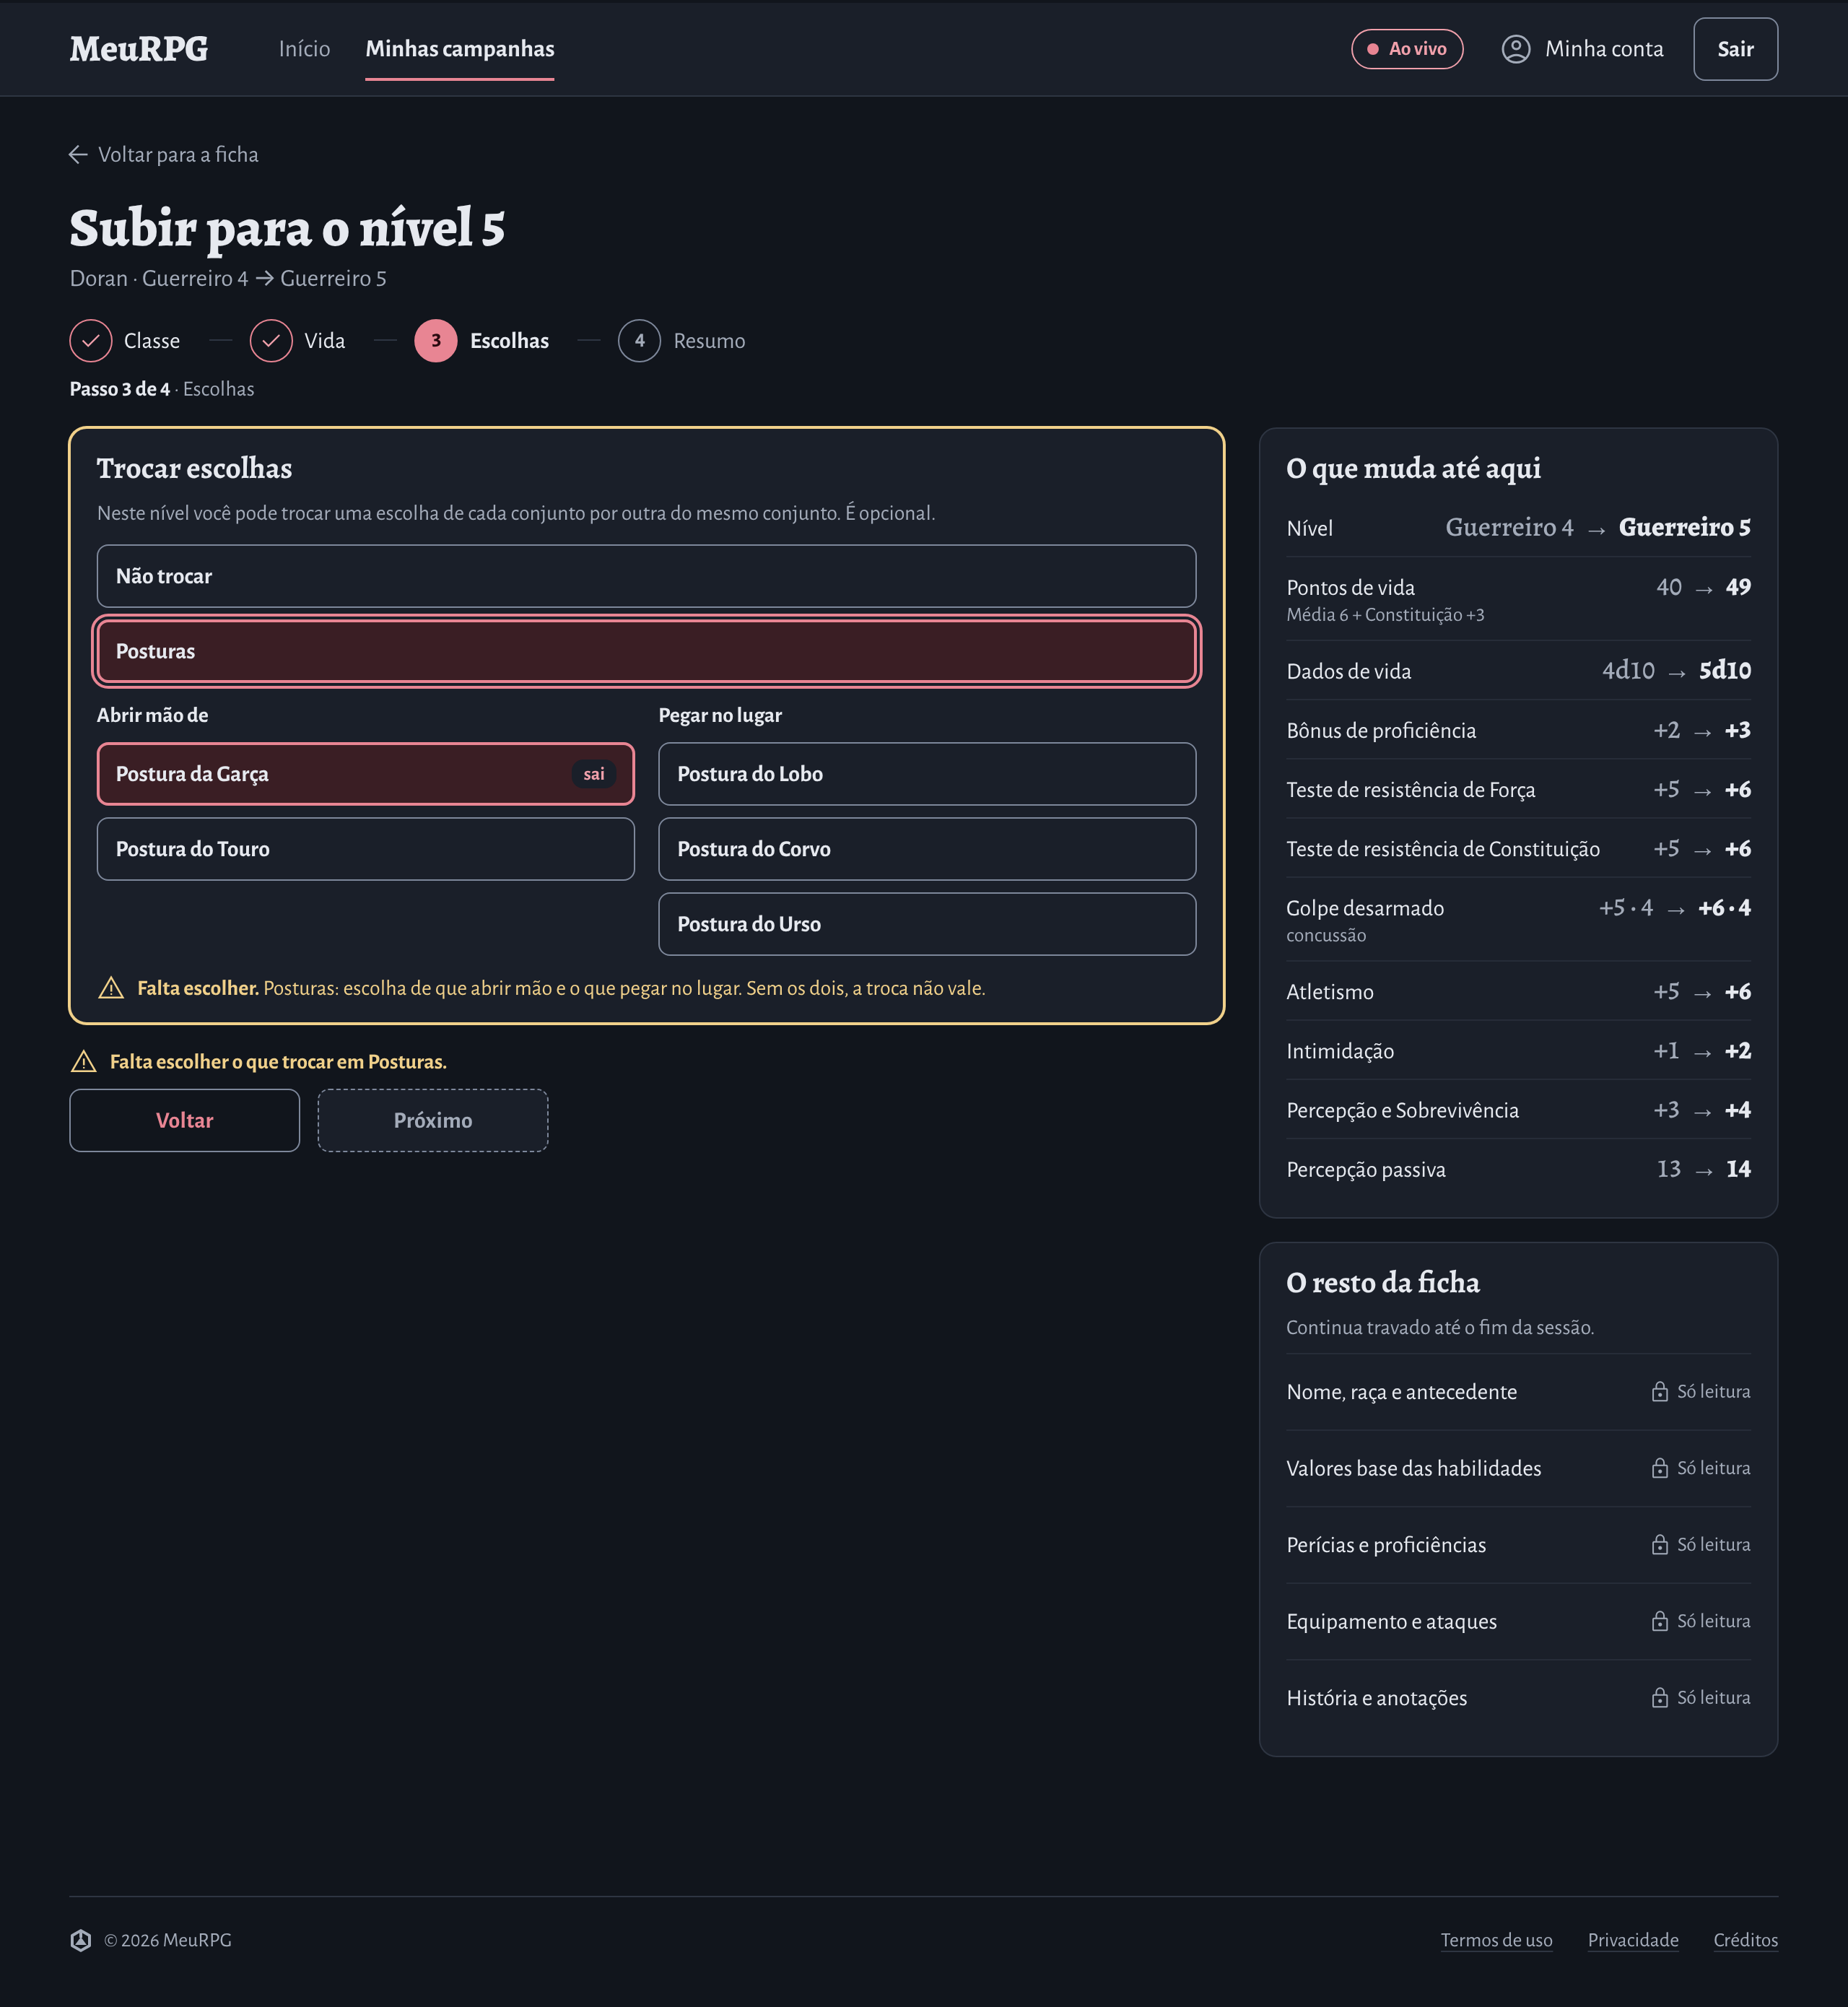 MeuRPG
Início
Minhas campanhas
Ao vivo
Minha conta
Sair
Voltar para a ficha
Subir para o nível 5
Doran · Guerreiro 4 → Guerreiro 5
Classe
Vida
3 Escolhas
4 Resumo
Passo 3 de 4 · Escolhas
Trocar escolhas
Neste nível você pode trocar uma escolha de cada conjunto por outra do mesmo conjunto. É opcional.
Não trocar
Posturas
Abrir mão de
Postura da Garça
sai
Postura do Touro
Pegar no lugar
Postura do Lobo
Postura do Corvo
Postura do Urso
Falta escolher. Posturas: escolha de que abrir mão e o que pegar no lugar. Sem os dois, a troca não vale.
Falta escolher o que trocar em Posturas.
Voltar
Próximo
O que muda até aqui
Nível Guerreiro 4 → Guerreiro 5
Pontos de vida 40 → 49
Média 6 + Constituição +3
Dados de vida 4d10 → 5d10
Bônus de proficiência +2 → +3
Teste de resistência de Força +5 → +6
Teste de resistência de Constituição +5 → +6
Golpe desarmado +5 · 4 → +6 · 4
concussão
Atletismo +5 → +6
Intimidação +1 → +2
Percepção e Sobrevivência +3 → +4
Percepção passiva 13 → 14
O resto da ficha
Continua travado até o fim da sessão.
Nome, raça e antecedente Só leitura
Valores base das habilidades Só leitura
Perícias e proficiências Só leitura
Equipamento e ataques Só leitura
História e anotações Só leitura
© 2026 MeuRPG
Termos de uso
Privacidade
Créditos